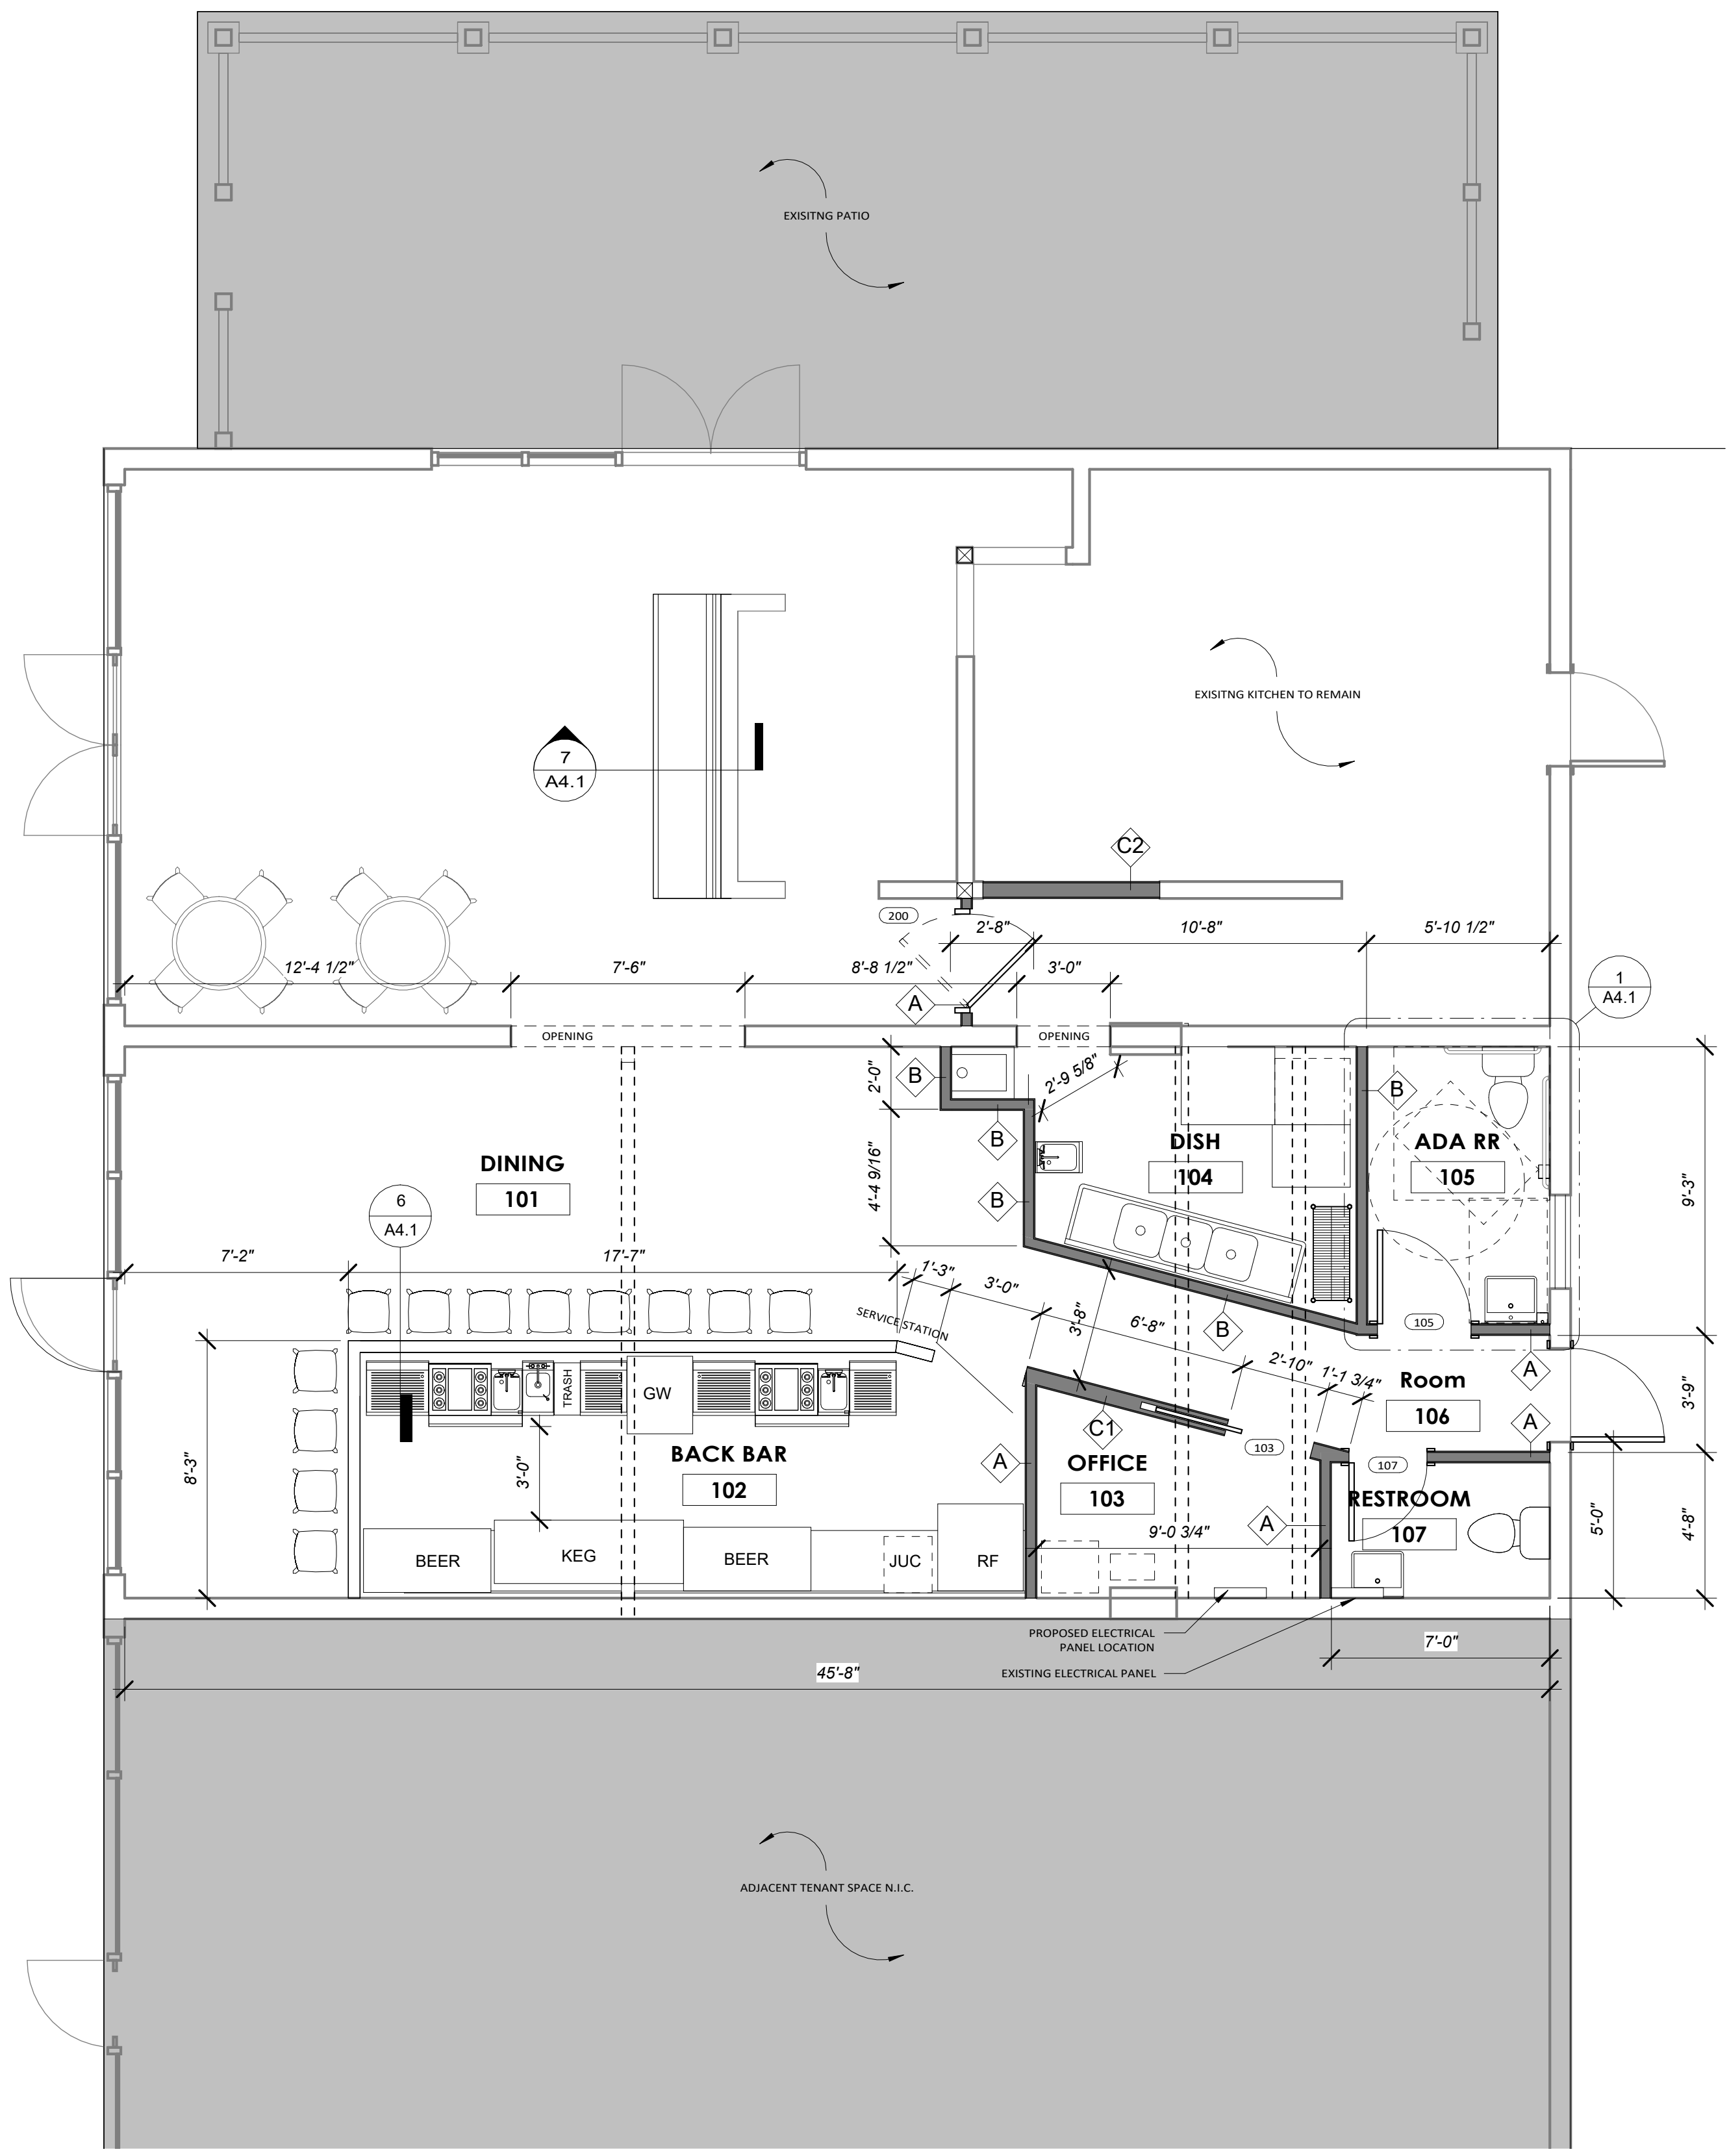 EXISITNG PATIO
EXISITNG KITCHEN TO REMAIN
7
A4.1
C2
200
2'-8"
10'-8"
5'-10 1/2"
12'-4 1/2"
7'-6"
8'-8 1/2"
3'-0"
1
A4.1
A
OPENING
OPENING
2'-0"
B
2'-9 5/8"
B
B
DINING
101
DISH
104
ADA RR
105
4'-4 9/16"
B
9'-3"
6
A4.1
7'-2"
17'-7"
1'-3"
3'-0"
SERVICE STATION
3'-8"
6'-8"
B
105
2'-10"
1'-1 3/4"
A
Room
106
3'-9"
TRASH
GW
8'-3"
3'-0"
BACK BAR
102
A
C1
OFFICE
103
103
107
A
RESTROOM
107
A
9'-0 3/4"
5'-0"
4'-8"
BEER
KEG
BEER
JUC
RF
PROPOSED ELECTRICAL
PANEL LOCATION
EXISTING ELECTRICAL PANEL
7'-0"
45'-8"
ADJACENT TENANT SPACE N.I.C.